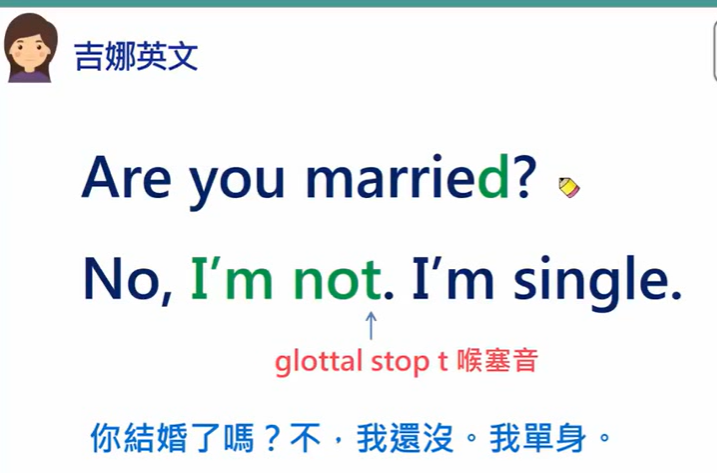 吉娜英文
Are you married?
No, I’m not. I’m single.
glottal stop t 喉塞音
你結婚了嗎？不，我還沒。我單身。